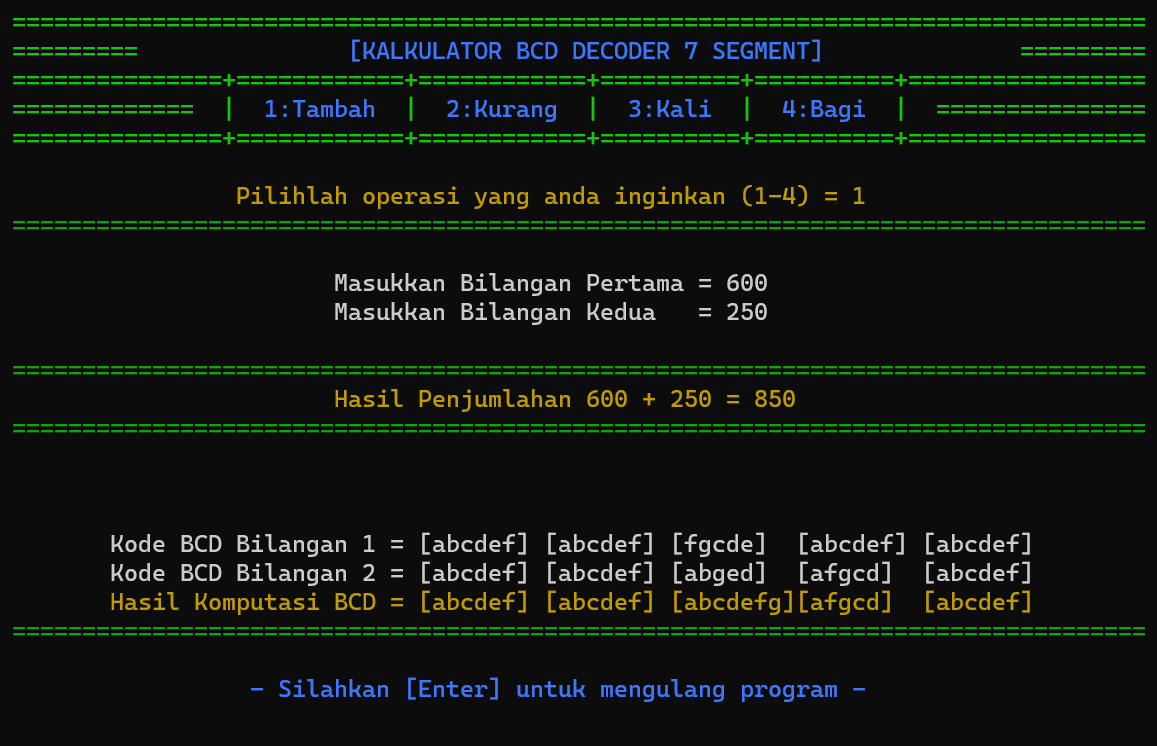 =================================================================================
=========               [KALKULATOR BCD DECODER 7 SEGMENT]              =========
===============+============+============+==========+==========+=================
=============  |  1:Tambah  |  2:Kurang  |  3:Kali  |  4:Bagi  |  ===============
===============+============+============+==========+==========+=================
Pilihlah operasi yang anda inginkan (1-4) = 1
=================================================================================
Masukkan Bilangan Pertama = 600
Masukkan Bilangan Kedua   = 250
=================================================================================
Hasil Penjumlahan 600 + 250 = 850
=================================================================================
Kode BCD Bilangan 1 = [abcdef] [abcdef] [fgcde]  [abcdef] [abcdef]
Kode BCD Bilangan 2 = [abcdef] [abcdef] [abged]  [afgcd]  [abcdef]
Hasil Komputasi BCD = [abcdef] [abcdef] [abcdefg][afgcd]  [abcdef]
=================================================================================
- Silahkan [Enter] untuk mengulang program -